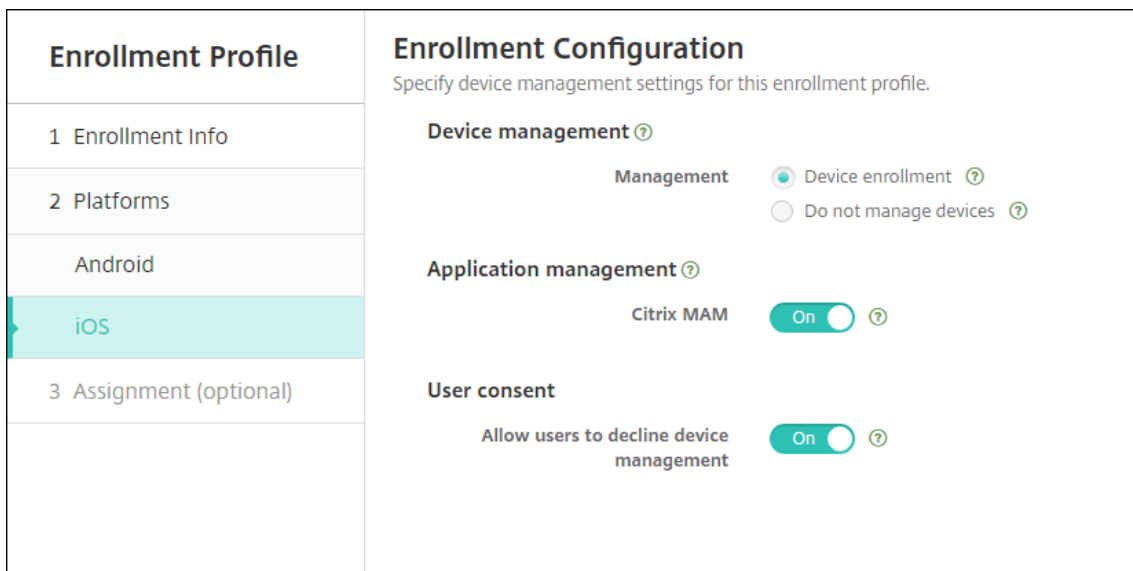 Enrollment Profile
1 Enrollment Info
2 Platforms
Android
iOS
3 Assignment (optional)
Enrollment Configuration
Specify device management settings for this enrollment profile.
Device management ?
Management
Device enrollment ?
Do not manage devices ?
Application management ?
Citrix MAM
On ?
User consent
Allow users to decline device
management
On ?